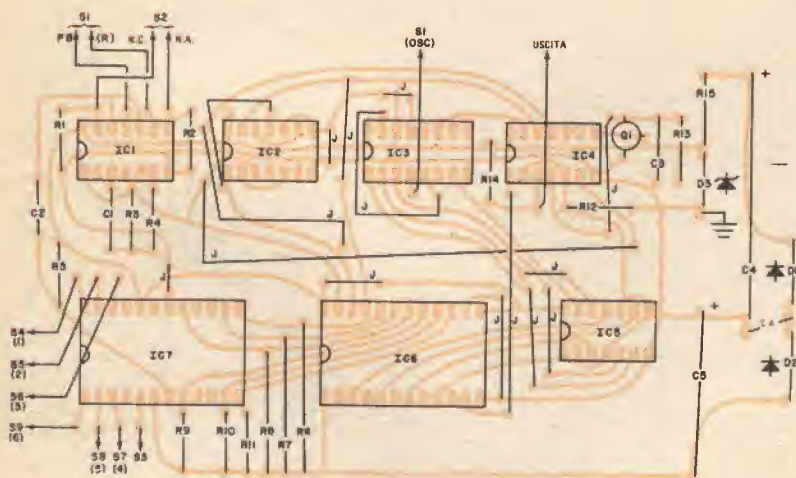 S1 S2
PB (R) N.C. N.A.
S1
(OSC)
USCITA
+
R15
R1 R2 J J J Q1 R13
IC1 IC2 IC3 IC4 C3
R14 D3
C2 C1 R3 R4 J R12
J
R5 J J J C4
+
S4
(1)
IC7 IC6 J J J J IC5
S5
(2)
C5 D2
S6
(3)
S9
(6)
R9 R10 R11 R8 R7
S8
(5)
S7
(4)